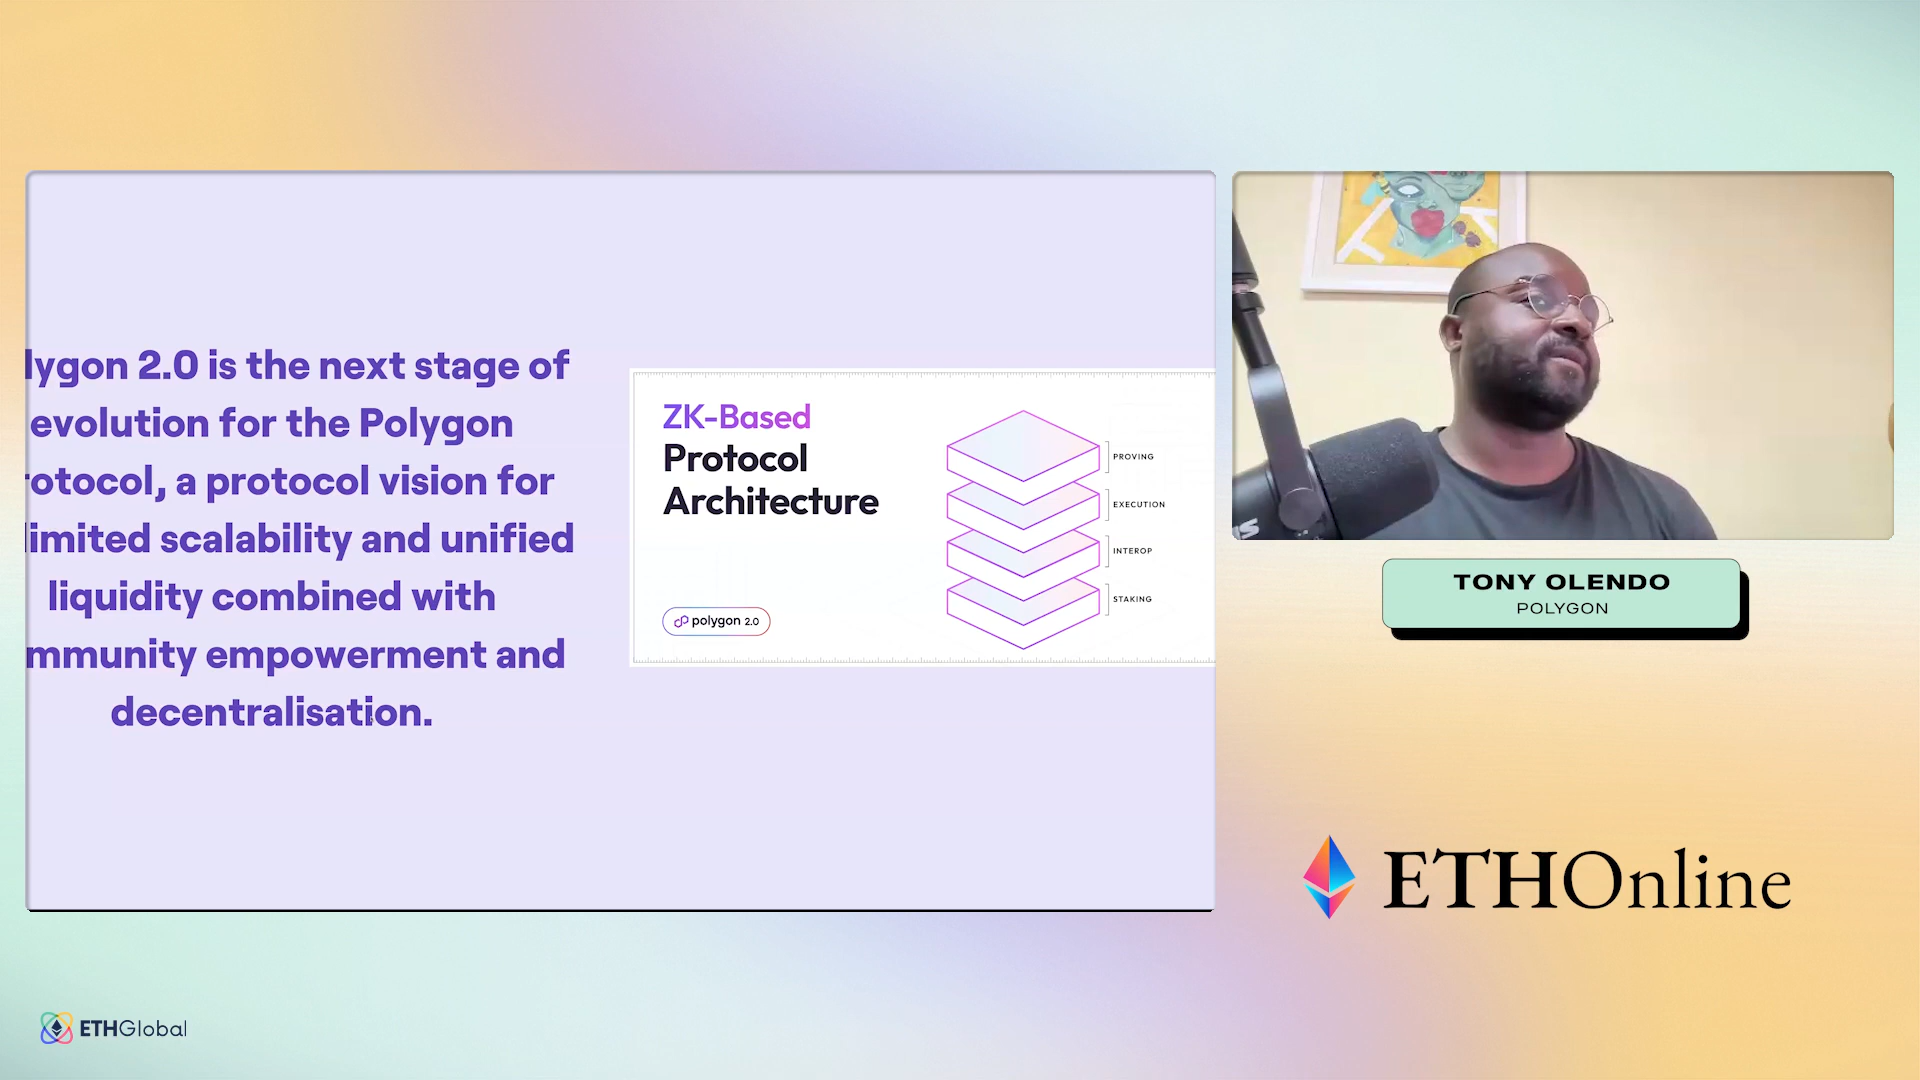 lygon 2.0 is the next stage of
evolution for the Polygon
rotocol, a protocol vision for
limited scalability and unified
liquidity combined with
mmunity empowerment and
decentralisation.
ZK-Based
Protocol
Architecture
PROVING
EXECUTION
INTEROP
STAKING
polygon 2.0
TONY OLENDO
POLYGON
ETHOnline
ETHGlobal